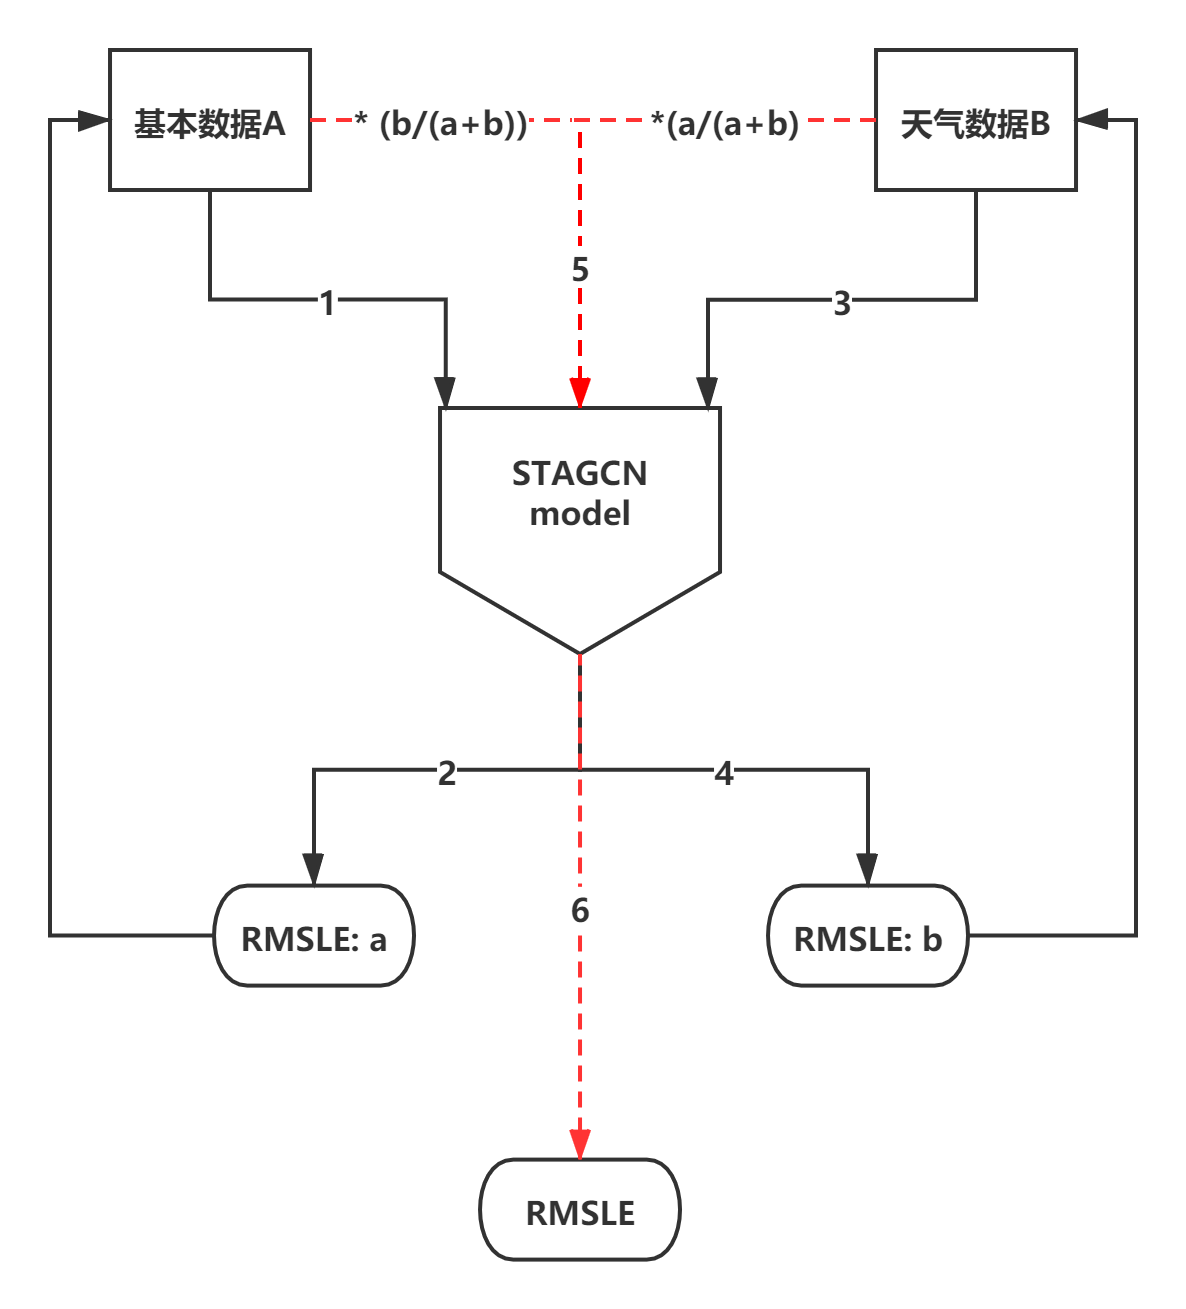 基本数据A
* (b/(a+b))
*(a/(a+b)
天气数据B
5
1
3
STAGCN
model
2
4
6
RMSLE: a
RMSLE: b
RMSLE